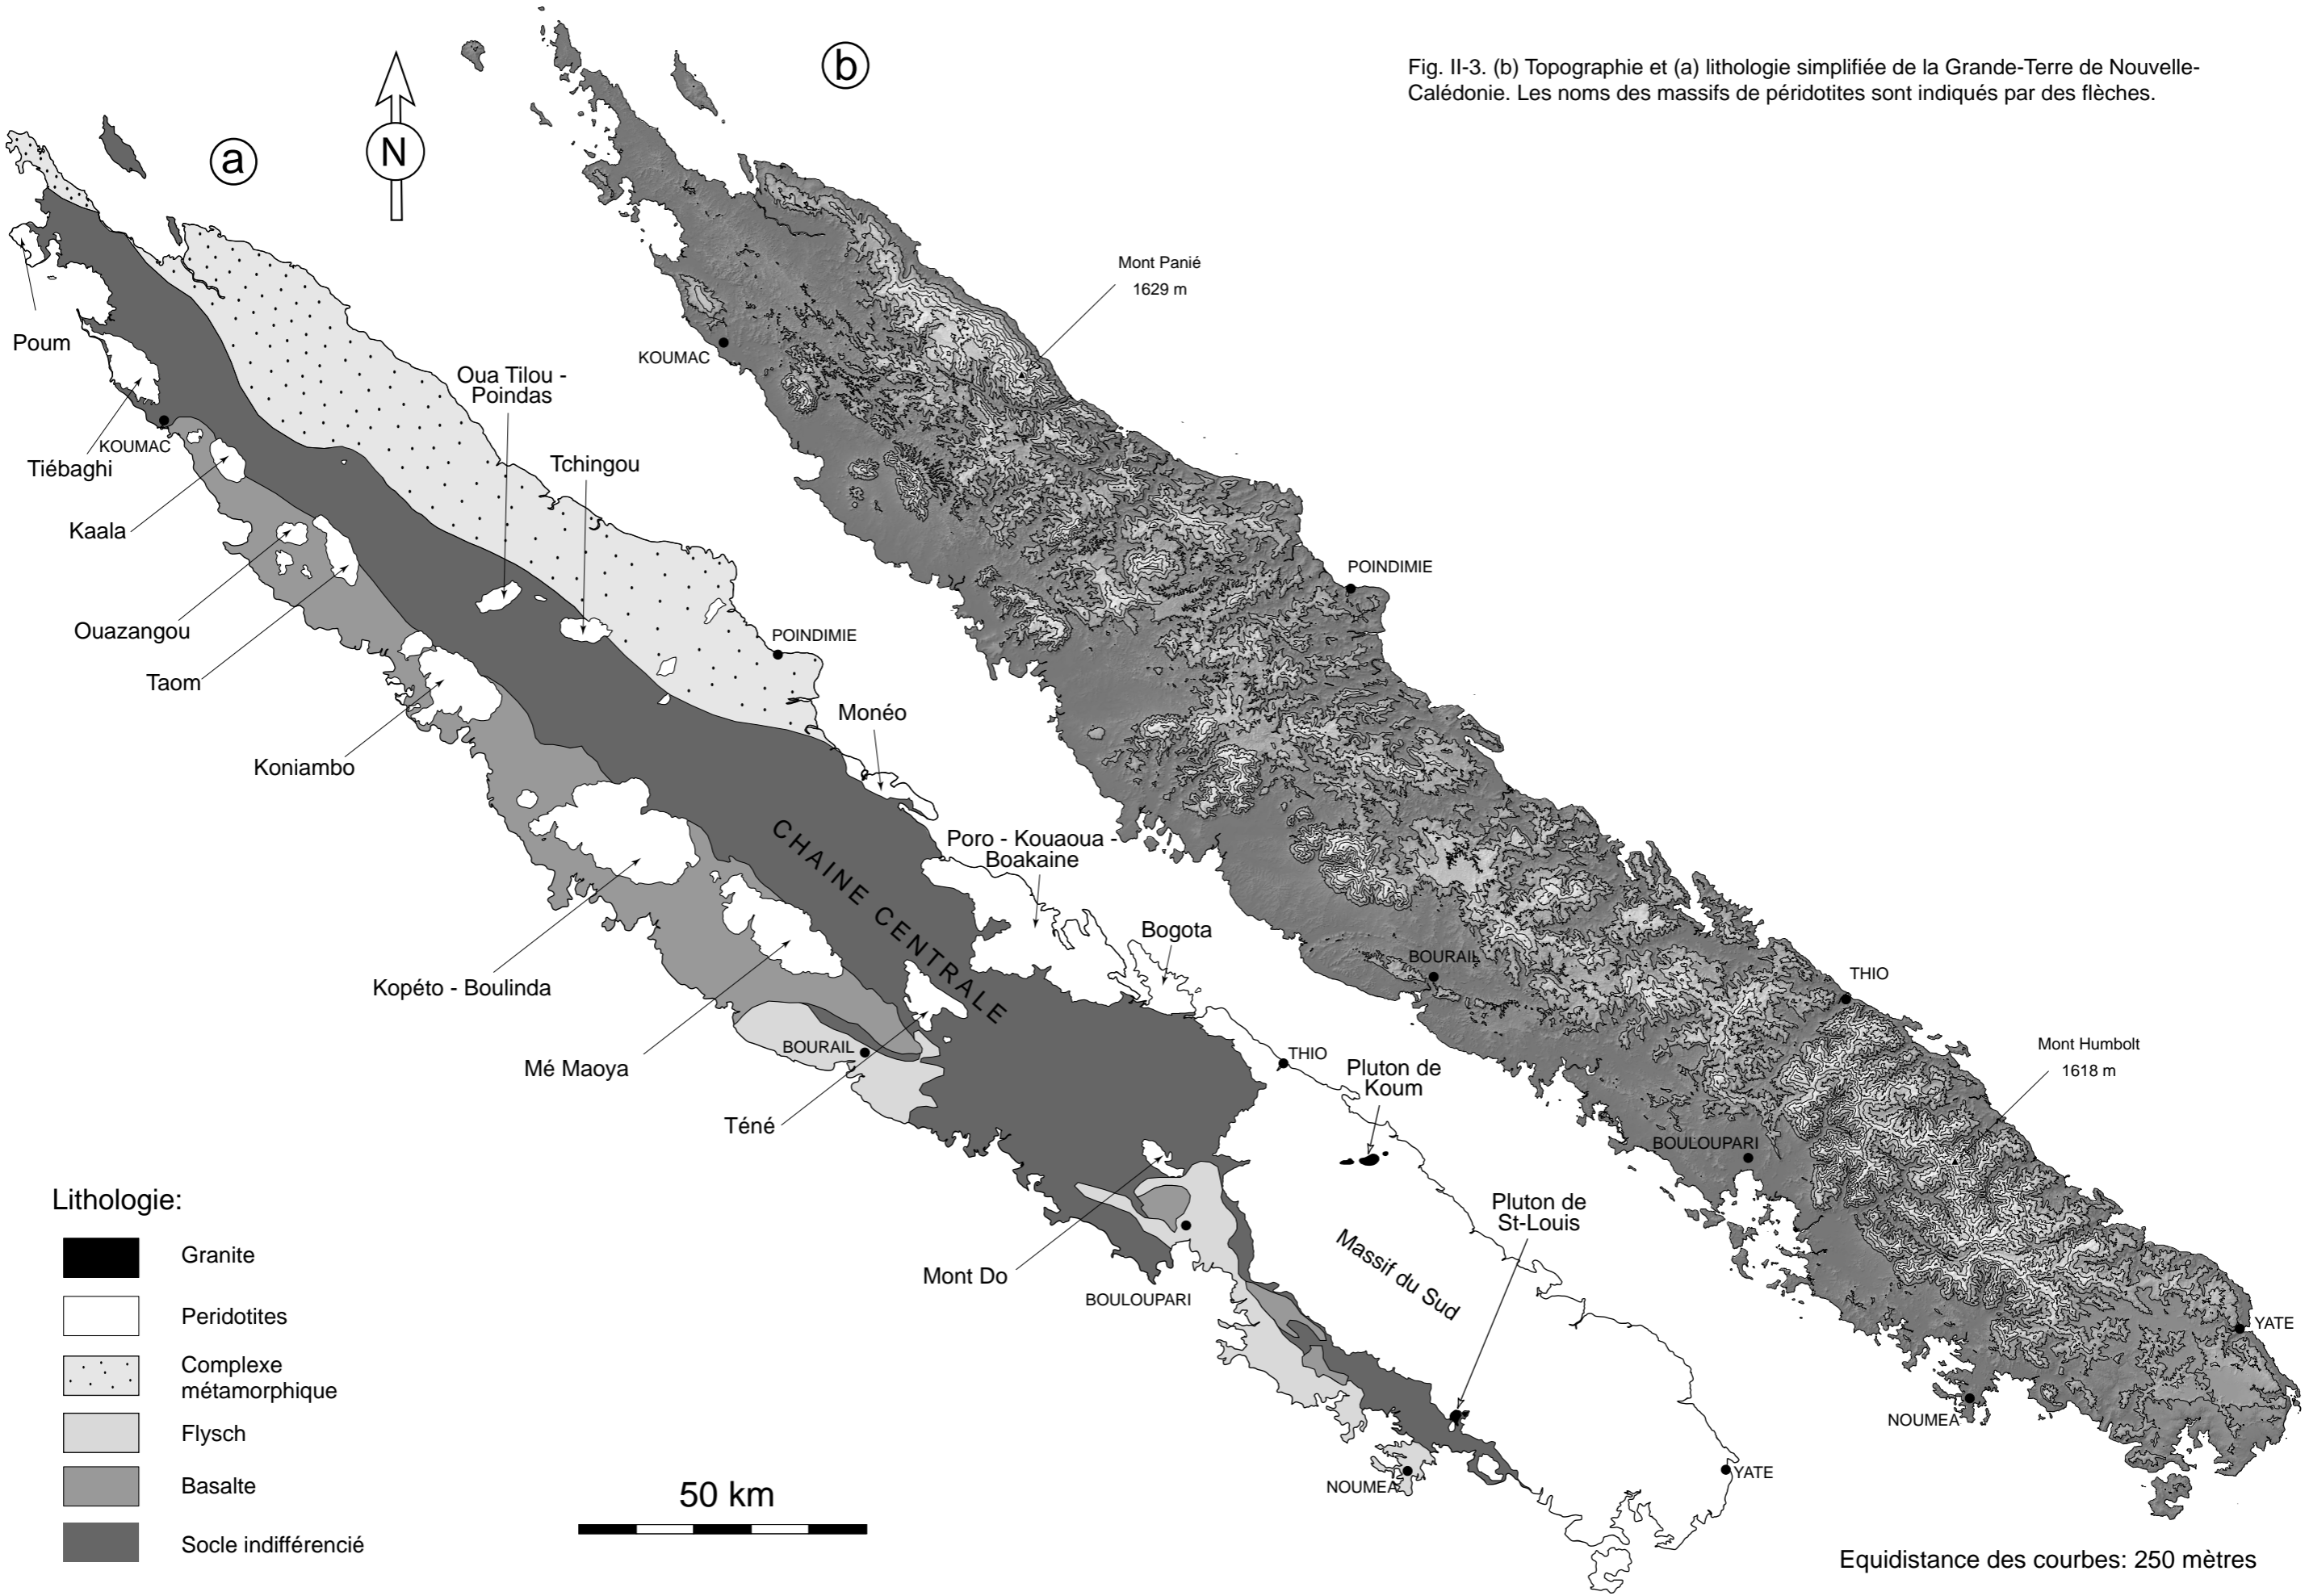 Fig. II-3. (b) Topographie et (a) lithologie simplifiée de la Grande-Terre de Nouvelle-
Calédonie. Les noms des massifs de péridotites sont indiqués par des flèches.
a
N
b
Poum
Tiébaghi
KOUMAC
Kaala
Ouazangou
Taom
Koniambo
Oua Tilou -
Poindas
Tchingou
POINDIMIE
Monéo
Poro - Kouaoua -
Boakaine
Bogota
CHAINE CENTRALE
Kopéto - Boulinda
Mé Maoya
BOURAIL
Téné
THIO
Pluton de
Koum
Pluton de
St-Louis
Massif du Sud
Mont Do
BOULOUPARI
NOUMEA
YATE
Mont Panié
1629 m
KOUMAC
POINDIMIE
BOURAIL
THIO
Mont Humbolt
1618 m
BOULOUPARI
YATE
NOUMEA
Lithologie:
Granite
Peridotites
Complexe
métamorphique
Flysch
Basalte
Socle indifférencié
50 km
Equidistance des courbes: 250 mètres